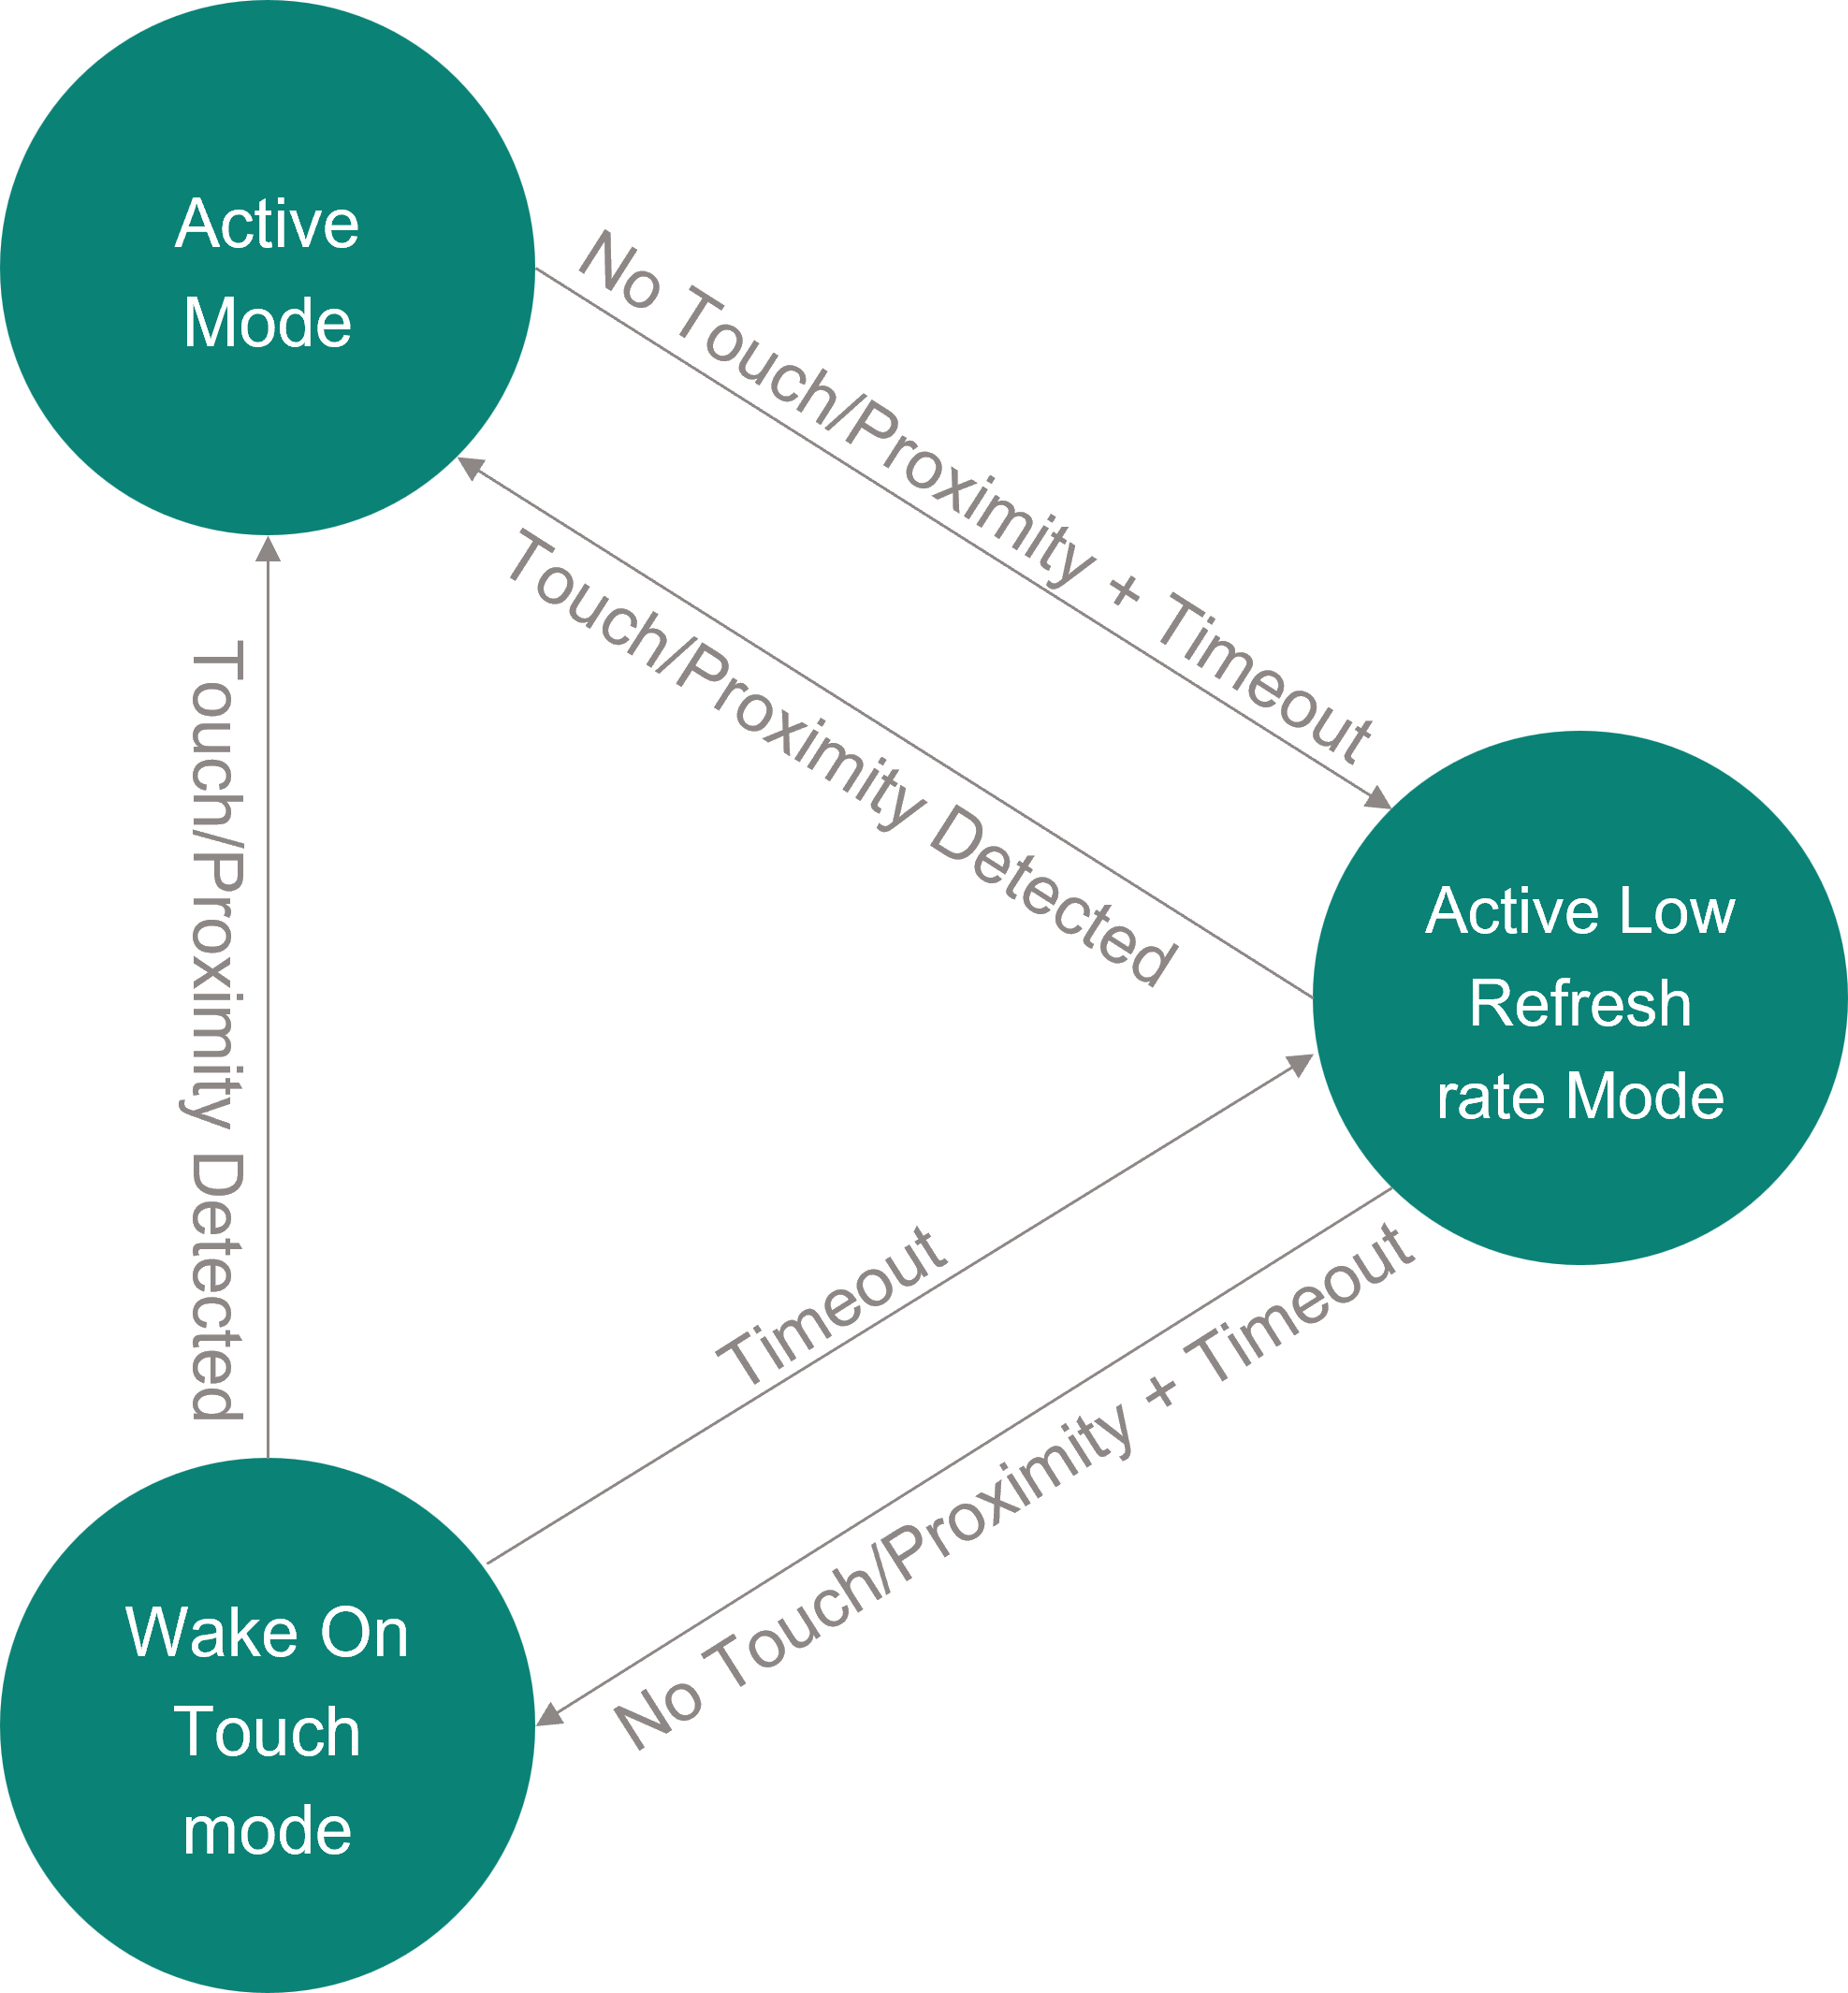 Active
Mode
No Touch/Proximity + Timeout
Touch/Proximity Detected
Touch/Proximity Detected
Active Low
Refresh
rate Mode
Timeout
No Touch/Proximity + Timeout
Wake On
Touch
mode